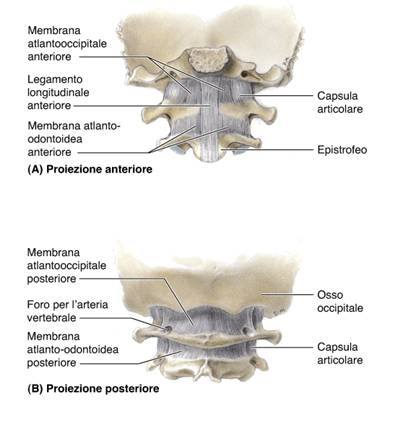 Membrana
atlantooccipitale
anteriore
Legamento
longitudinale
anteriore
Membrana atlanto-
odontoidea
anteriore
Capsula
articolare
Epistrofeo
(A) Proiezione anteriore
Membrana
atlantooccipitale
posteriore
Foro per l'arteria
vertebrale
Membrana
atlanto-odontoidea
posteriore
Osso
occipitale
Capsula
articolare
(B) Proiezione posteriore